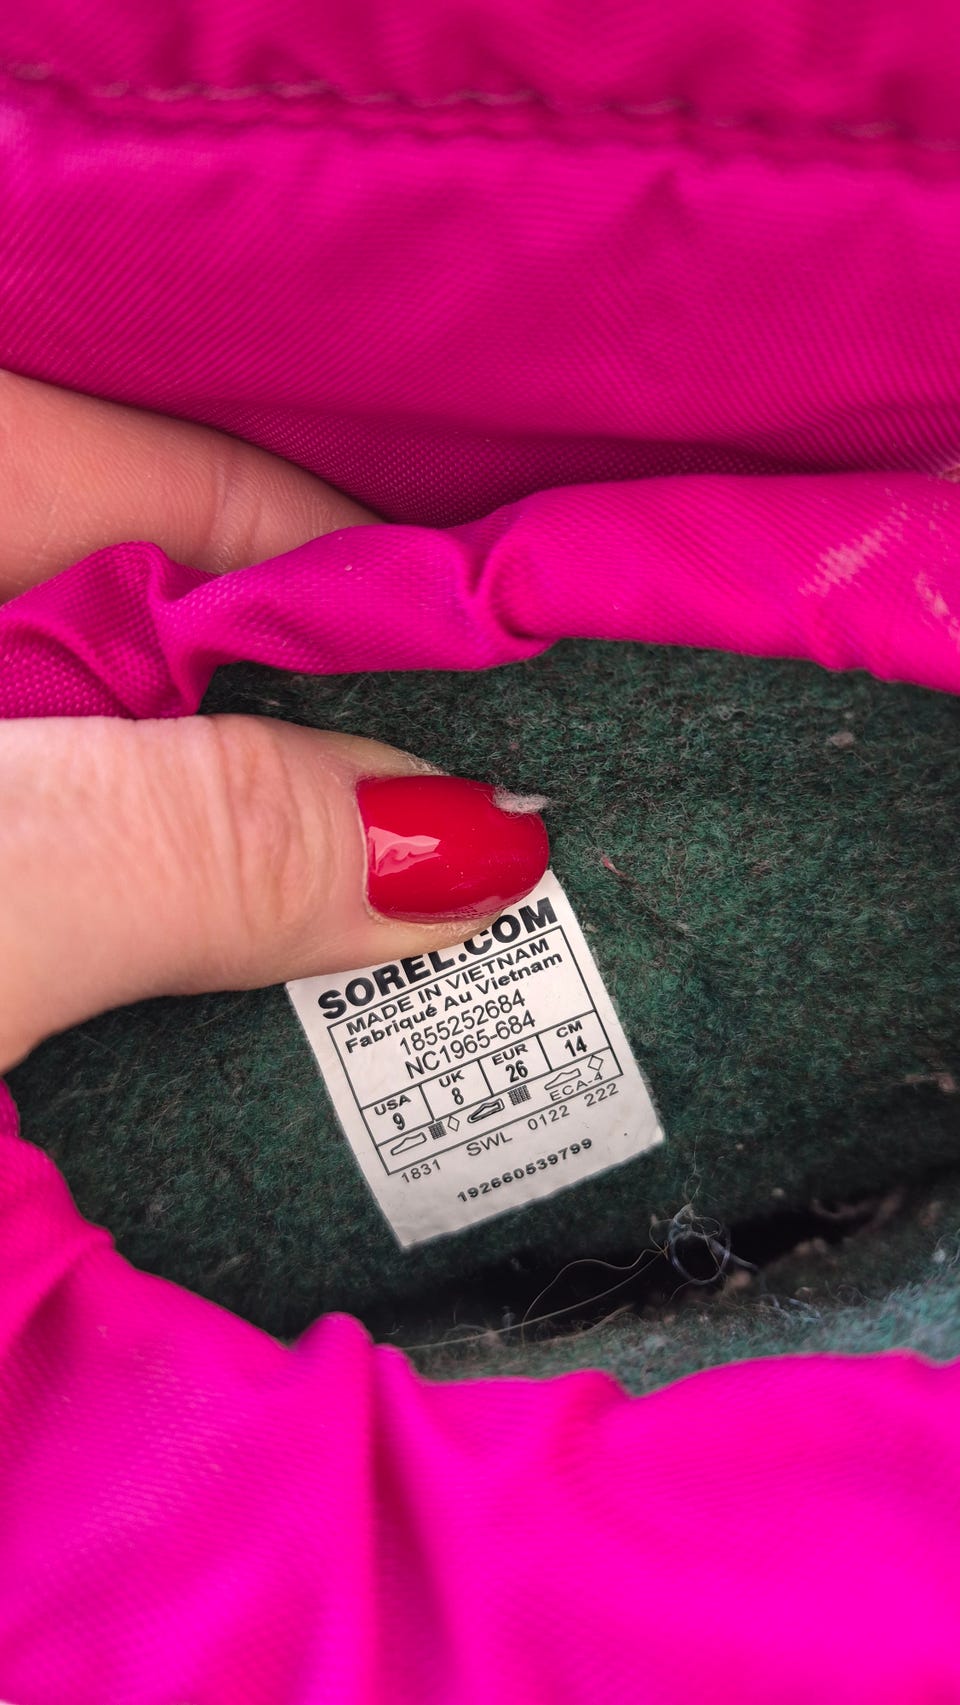 SOREL.COM
MADE IN VIETNAM
Fabriqué Au Vietnam
1855252684
NC1965-684
USA UK EUR CM
9 8 26 14
ECA-4
1831 SWL 0122 222
192660539799